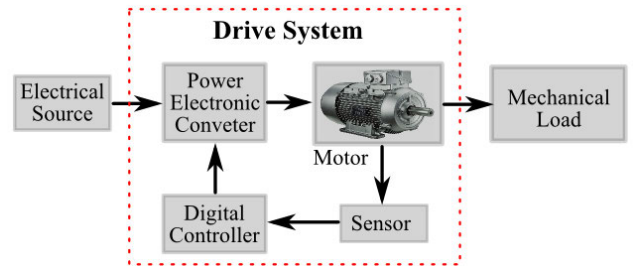 Drive System
Electrical
Source
Power
Electronic
Conveter
Motor
Mechanical
Load
Digital
Controller
Sensor